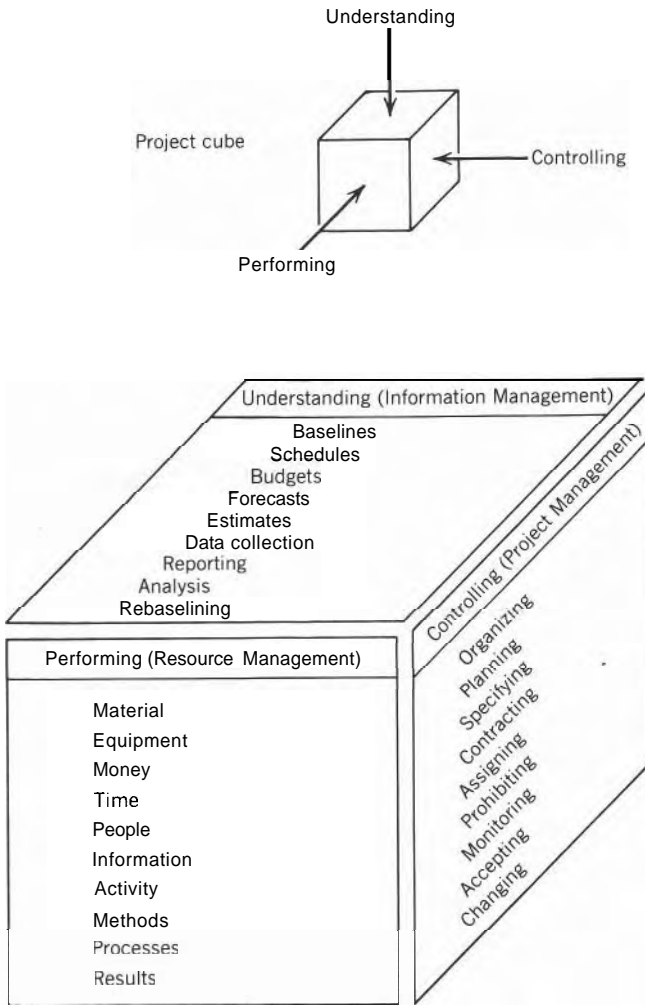 Understanding
Project cube
Controlling
Performing
Understanding (Information Management)
Baselines
Schedules
Budgets
Forecasts
Estimates
Data collection
Reporting
Analysis
Rebaselining
Controlling (Project Management)
Organizing
Planning
Specifying
Contracting
Assigning
Prohibiting
Monitoring
Accepting
Changing
Performing (Resource Management)
Material
Equipment
Money
Time
People
Information
Activity
Methods
Processes
Results